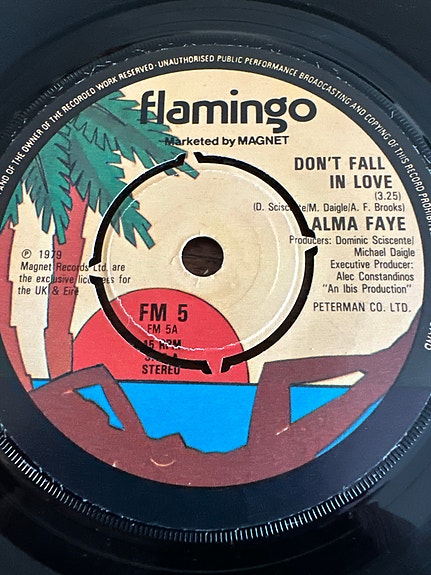 ND OF THE OWNER OF THE RECORDED WORK RESERVED · UNAUTHORISED PUBLIC PERFORMANCE BROADCASTING AND COPYING OF THIS RECORD PROHIBI
flamingo
Marketed by MAGNET
DON'T FALL
IN LOVE
(3.25)
(D. Sciscente/M. Daigle/A. F. Brooks)
ALMA FAYE
Producers: Dominic Sciscente/
Michael Daigle
Executive Producer:
Alec Constandinos
"An Ibis Production"
PETERMAN CO. LTD.
℗ 1979
Magnet Records Ltd. are
the exclusive licensees for
the UK & Eire
FM 5
FM 5A
45 RPM
STEREO